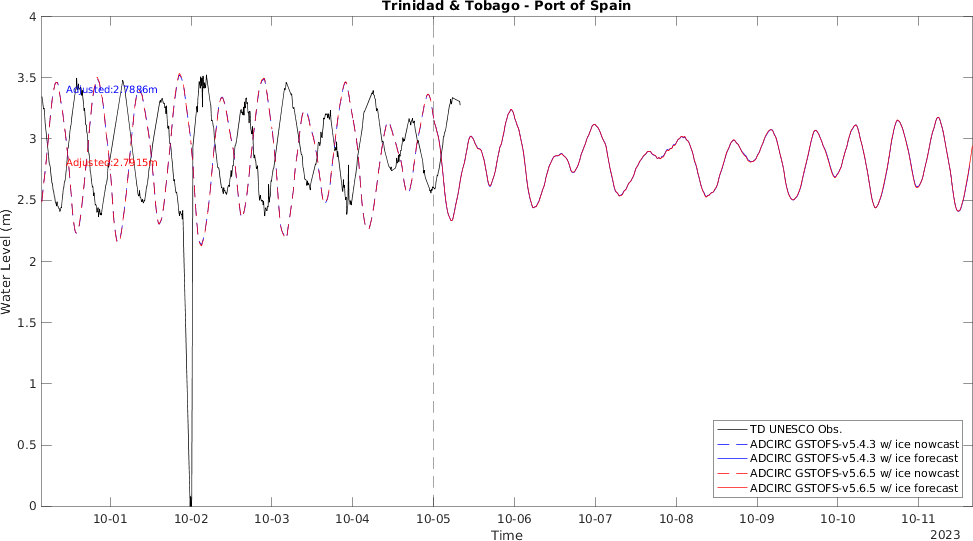 Trinidad & Tobago - Port of Spain
4
3.5
3
2.5
2
1.5
1
0.5
0
Water Level (m)
Adjusted:2.7886m
Adjusted:2.7915m
TD UNESCO Obs.
ADCIRC GSTOFS-v5.4.3 w/ ice nowcast
ADCIRC GSTOFS-v5.4.3 w/ ice forecast
ADCIRC GSTOFS-v5.6.5 w/ ice nowcast
ADCIRC GSTOFS-v5.6.5 w/ ice forecast
10-01 10-02 10-03 10-04 10-05 10-06 10-07 10-08 10-09 10-10 10-11
Time
2023